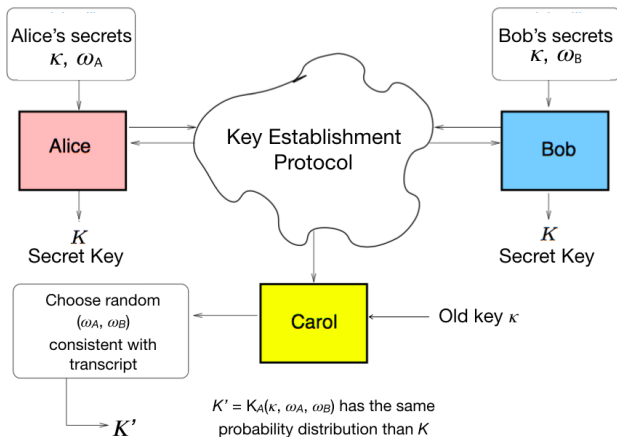 Alice's secrets
κ, ωA
Bob's secrets
κ, ωB
Alice
Key Establishment
Protocol
Bob
K
Secret Key
K
Secret Key
Choose random
(ωA, ωB)
consistent with
transcript
Carol
Old key κ
K'
K' = KA(κ, ωA, ωB) has the same
probability distribution than K